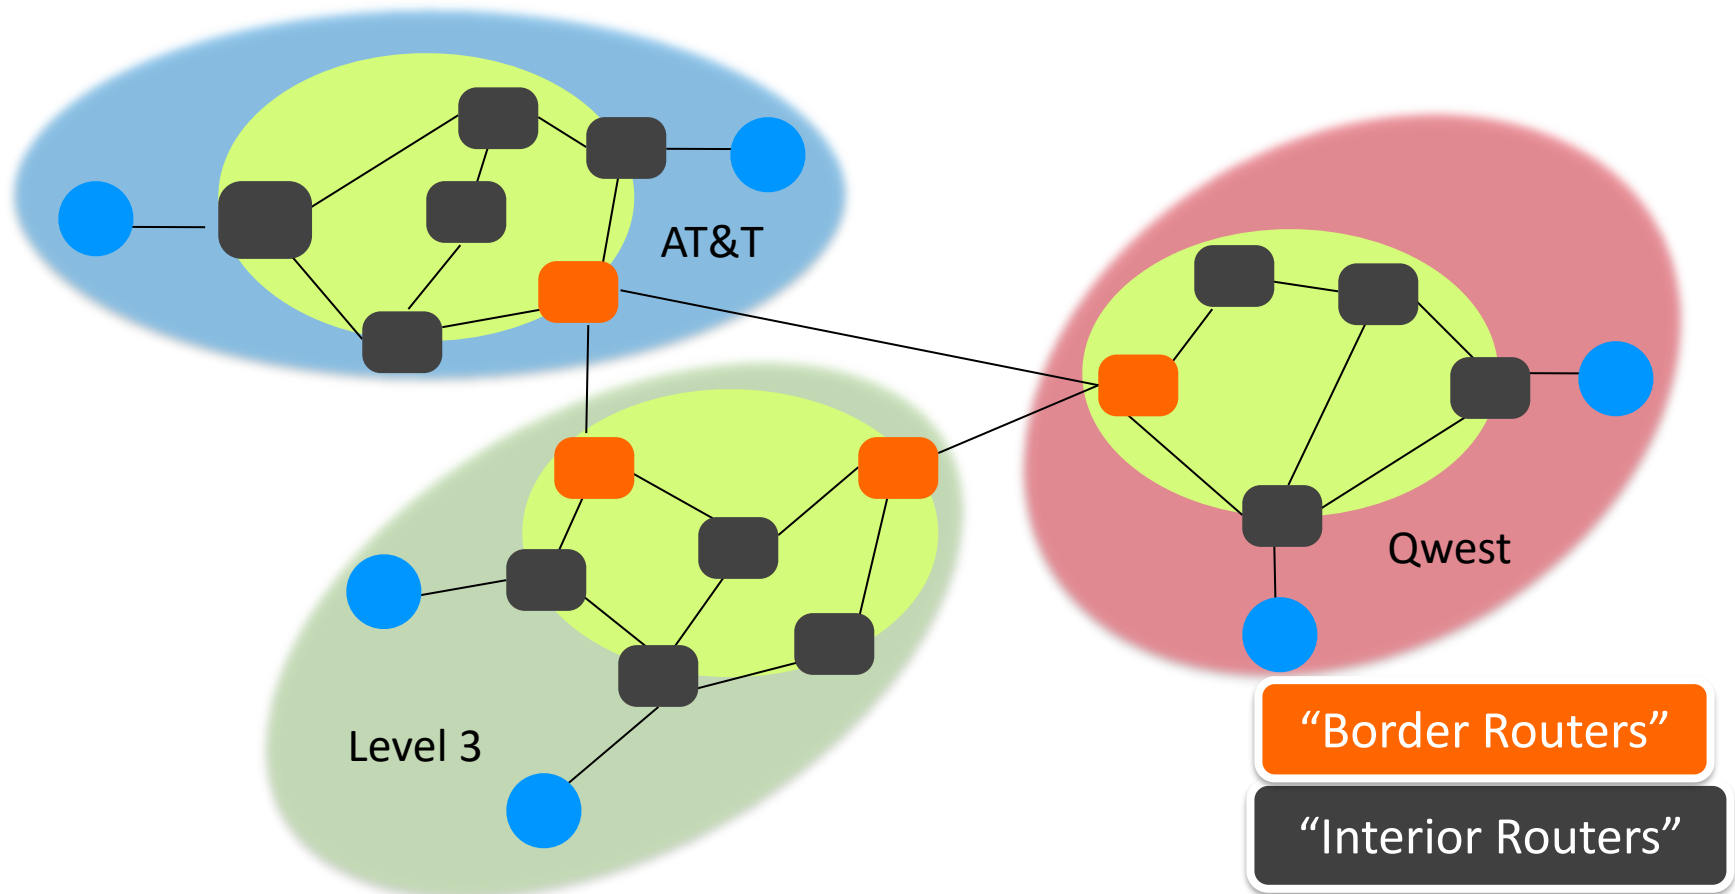 AT&T
Qwest
Level 3
“Border Routers”
“Interior Routers”